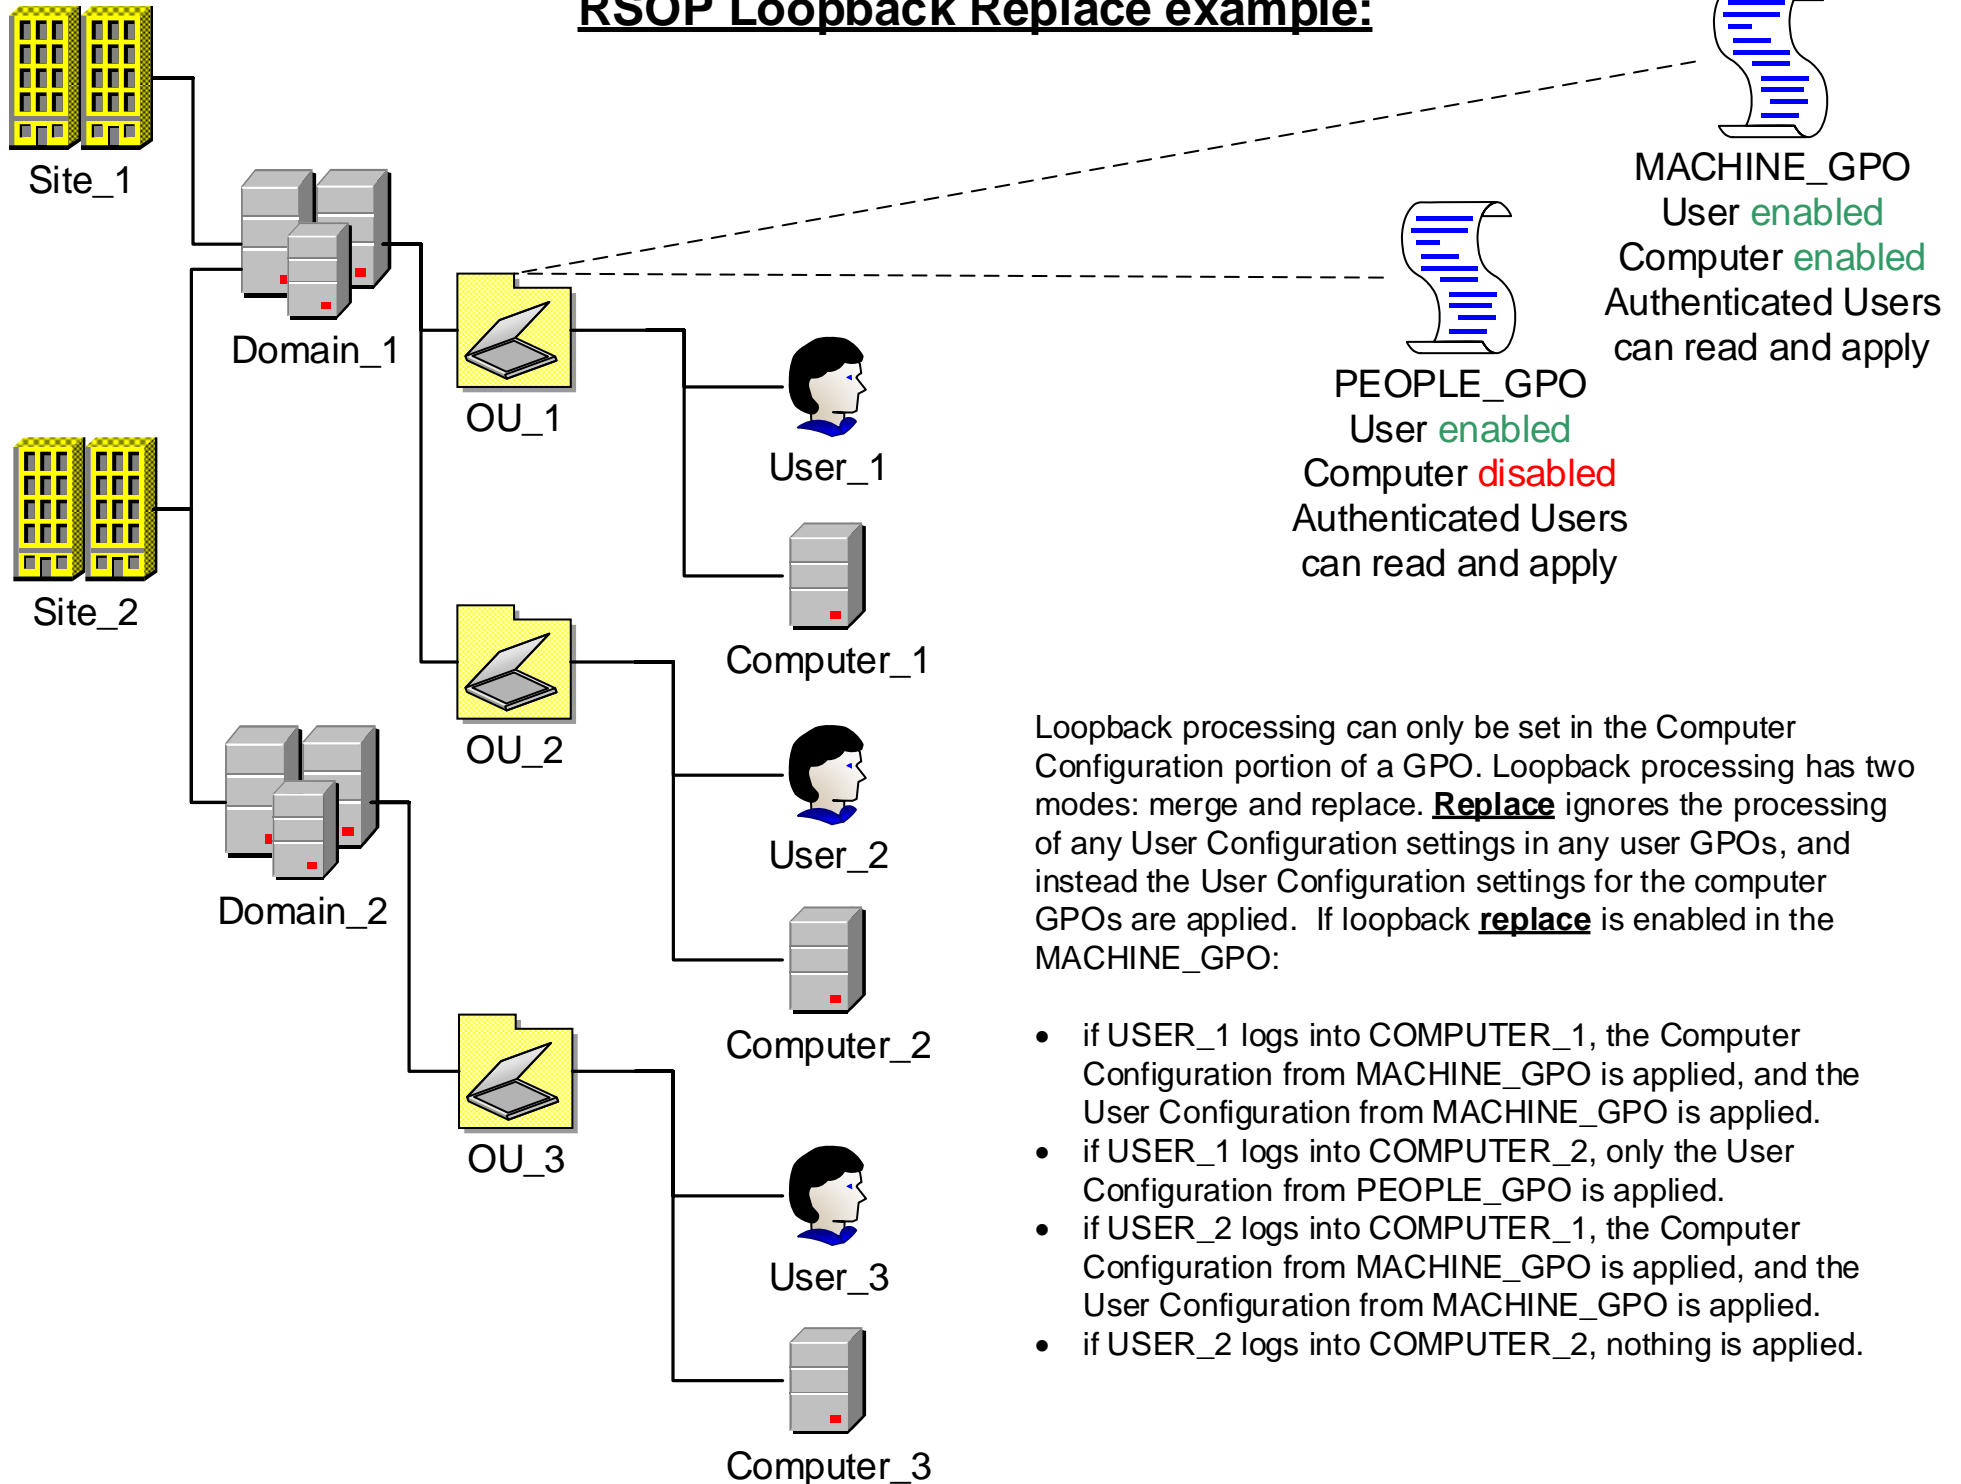 RSOP Loopback Replace example:
Site_1
Domain_1
OU_1
User_1
Computer_1
Site_2
OU_2
User_2
Computer_2
Domain_2
OU_3
User_3
Computer_3
MACHINE_GPO
User enabled
Computer enabled
Authenticated Users
can read and apply
PEOPLE_GPO
User enabled
Computer disabled
Authenticated Users
can read and apply
Loopback processing can only be set in the Computer
Configuration portion of a GPO. Loopback processing has two
modes: merge and replace. Replace ignores the processing
of any User Configuration settings in any user GPOs, and
instead the User Configuration settings for the computer
GPOs are applied.  If loopback replace is enabled in the
MACHINE_GPO:
• if USER_1 logs into COMPUTER_1, the Computer
Configuration from MACHINE_GPO is applied, and the
User Configuration from MACHINE_GPO is applied.
• if USER_1 logs into COMPUTER_2, only the User
Configuration from PEOPLE_GPO is applied.
• if USER_2 logs into COMPUTER_1, the Computer
Configuration from MACHINE_GPO is applied, and the
User Configuration from MACHINE_GPO is applied.
• if USER_2 logs into COMPUTER_2, nothing is applied.